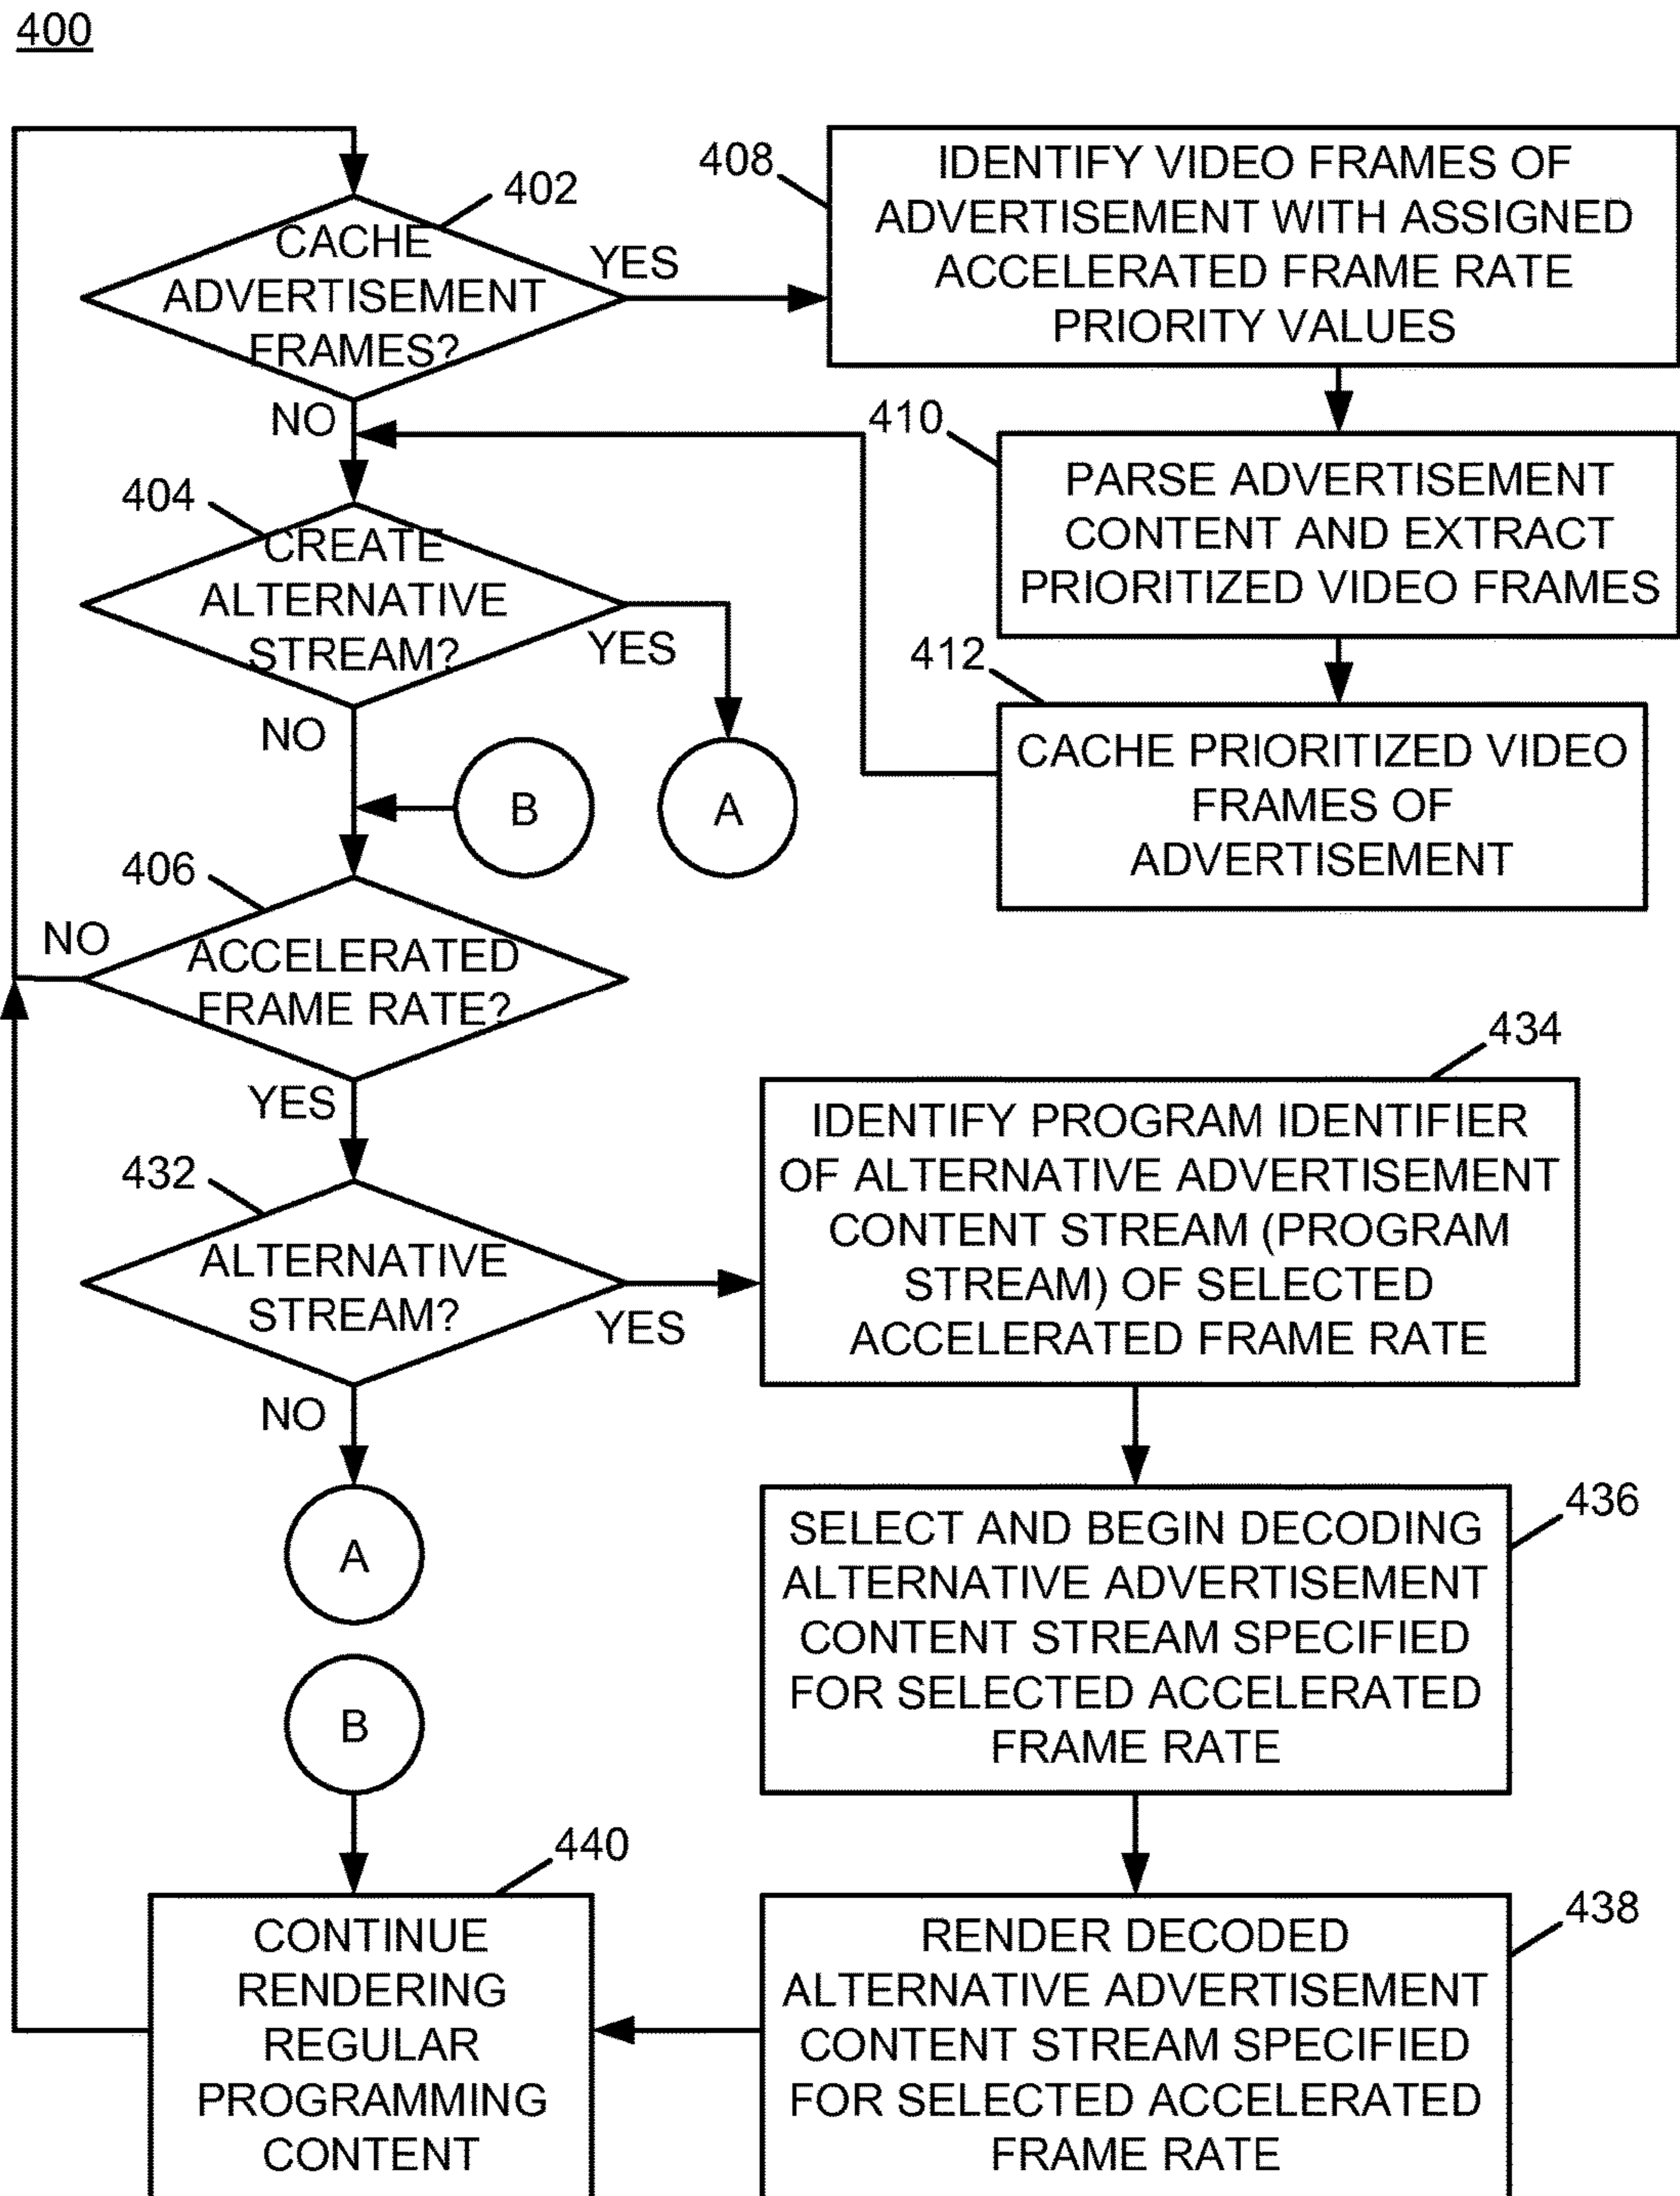 400
402
CACHE
ADVERTISEMENT
FRAMES?
YES
NO
408
IDENTIFY VIDEO FRAMES OF
ADVERTISEMENT WITH ASSIGNED
ACCELERATED FRAME RATE
PRIORITY VALUES
410
PARSE ADVERTISEMENT
CONTENT AND EXTRACT
PRIORITIZED VIDEO FRAMES
412
CACHE PRIORITIZED VIDEO
FRAMES OF
ADVERTISEMENT
404
CREATE
ALTERNATIVE
STREAM?
YES
NO
B
A
406
NO
ACCELERATED
FRAME RATE?
YES
432
ALTERNATIVE
STREAM?
YES
NO
A
434
IDENTIFY PROGRAM IDENTIFIER
OF ALTERNATIVE ADVERTISEMENT
CONTENT STREAM (PROGRAM
STREAM) OF SELECTED
ACCELERATED FRAME RATE
436
SELECT AND BEGIN DECODING
ALTERNATIVE ADVERTISEMENT
CONTENT STREAM SPECIFIED
FOR SELECTED ACCELERATED
FRAME RATE
B
440
CONTINUE
RENDERING
REGULAR
PROGRAMMING
CONTENT
438
RENDER DECODED
ALTERNATIVE ADVERTISEMENT
CONTENT STREAM SPECIFIED
FOR SELECTED ACCELERATED
FRAME RATE